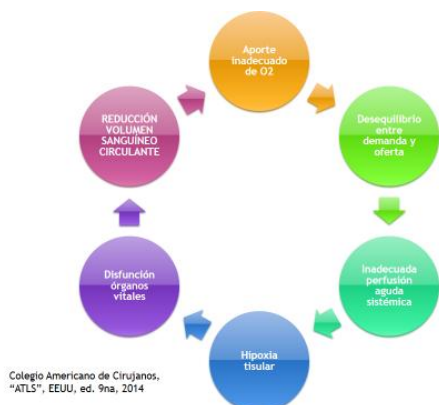 Aporte
inadecuado
de O2
Desequilibrio
entre
demanda y
oferta
Inadecuada
perfusión
aguda
sistémica
Hipoxia
tisular
Disfunción
órganos
vitales
REDUCCIÓN
VOLUMEN
SANGUÍNEO
CIRCULANTE
Colegio Americano de Cirujanos,
"ATLS", EEUU, ed. 9na, 2014